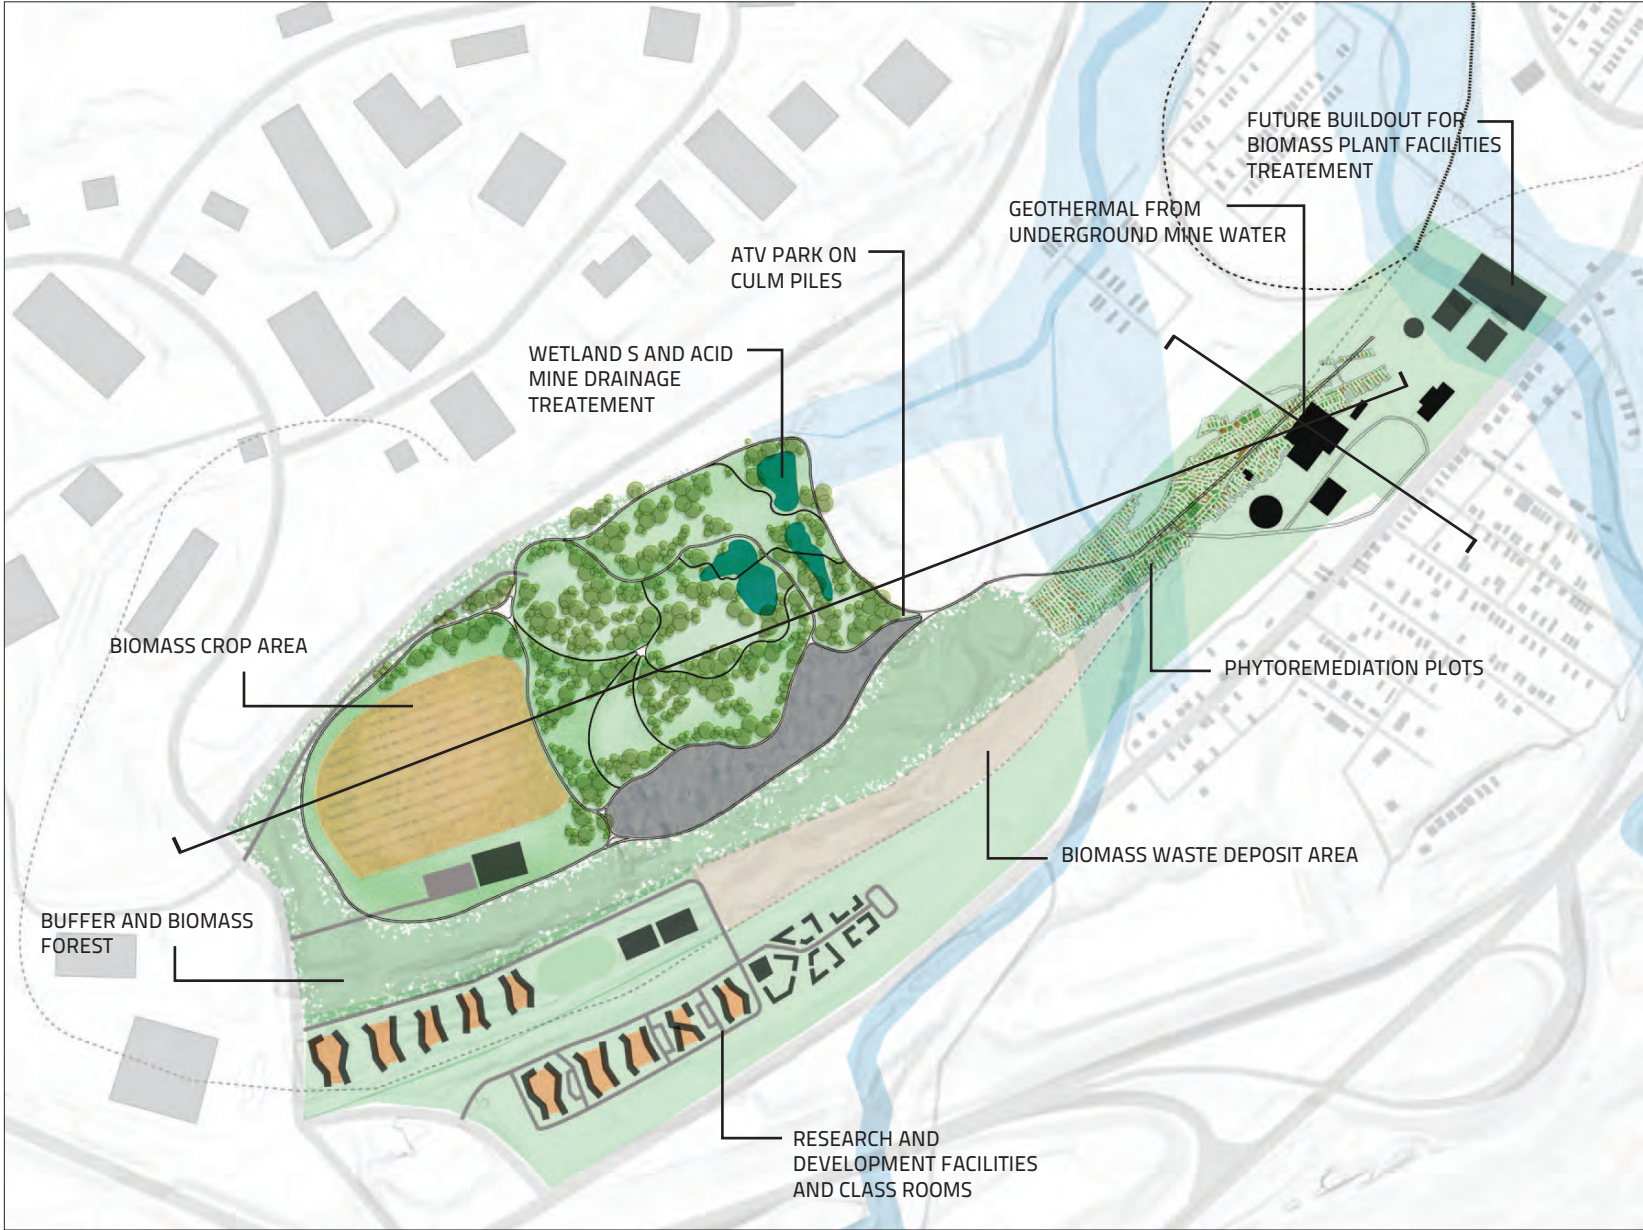 FUTURE BUILDOUT FOR
BIOMASS PLANT FACILITIES
TREATEMENT
GEOTHERMAL FROM
UNDERGROUND MINE WATER
ATV PARK ON
CULM PILES
WETLAND S AND ACID
MINE DRAINAGE
TREATEMENT
BIOMASS CROP AREA
PHYTOREMEDIATION PLOTS
BIOMASS WASTE DEPOSIT AREA
BUFFER AND BIOMASS
FOREST
RESEARCH AND
DEVELOPMENT FACILITIES
AND CLASS ROOMS